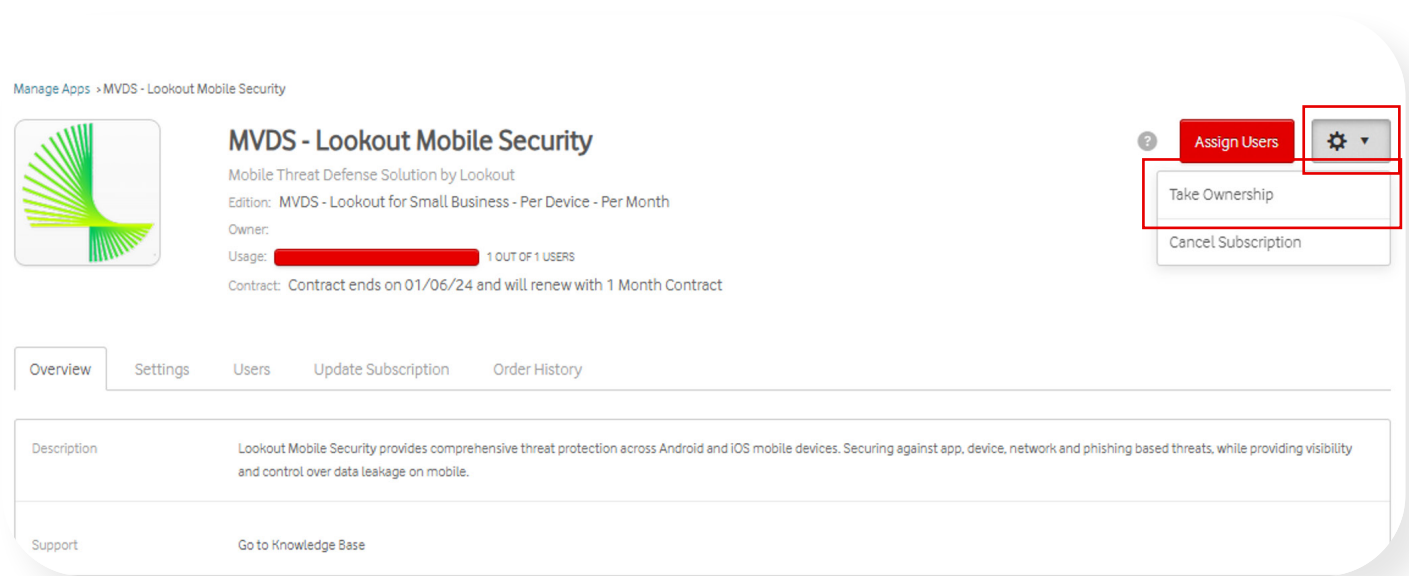 Manage Apps › MVDS - Lookout Mobile Security
MVDS - Lookout Mobile Security
? Assign Users
Mobile Threat Defense Solution by Lookout
Take Ownership
Edition: MVDS - Lookout for Small Business - Per Device - Per Month
Owner:
Cancel Subscription
Usage: 1 OUT OF 1 USERS
Contract: Contract ends on 01/06/24 and will renew with 1 Month Contract
Overview Settings Users Update Subscription Order History
Description Lookout Mobile Security provides comprehensive threat protection across Android and iOS mobile devices. Securing against app, device, network and phishing based threats, while providing visibility
and control over data leakage on mobile.
Support Go to Knowledge Base